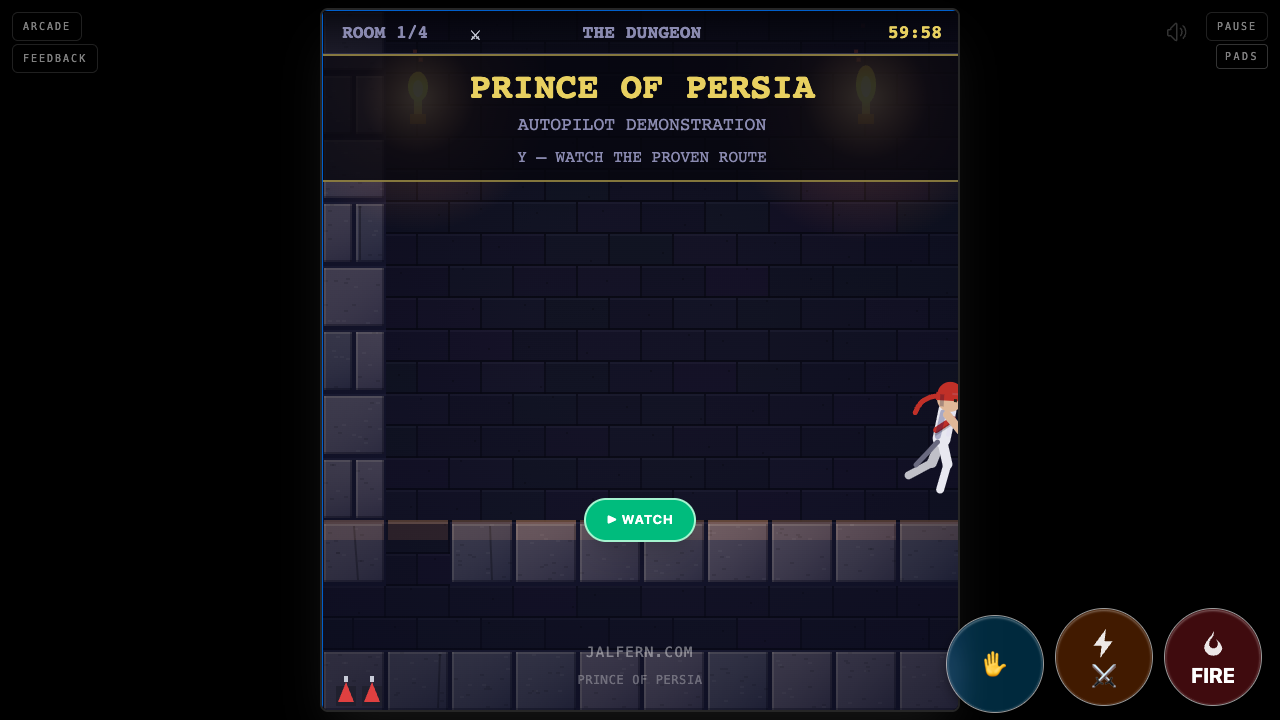 ARCADE
FEEDBACK
ROOM 1/4
THE DUNGEON
59:58
PAUSE
PADS
PRINCE OF PERSIA
AUTOPILOT DEMONSTRATION
Y — WATCH THE PROVEN ROUTE
WATCH
JALFERN.COM
PRINCE OF PERSIA
FIRE